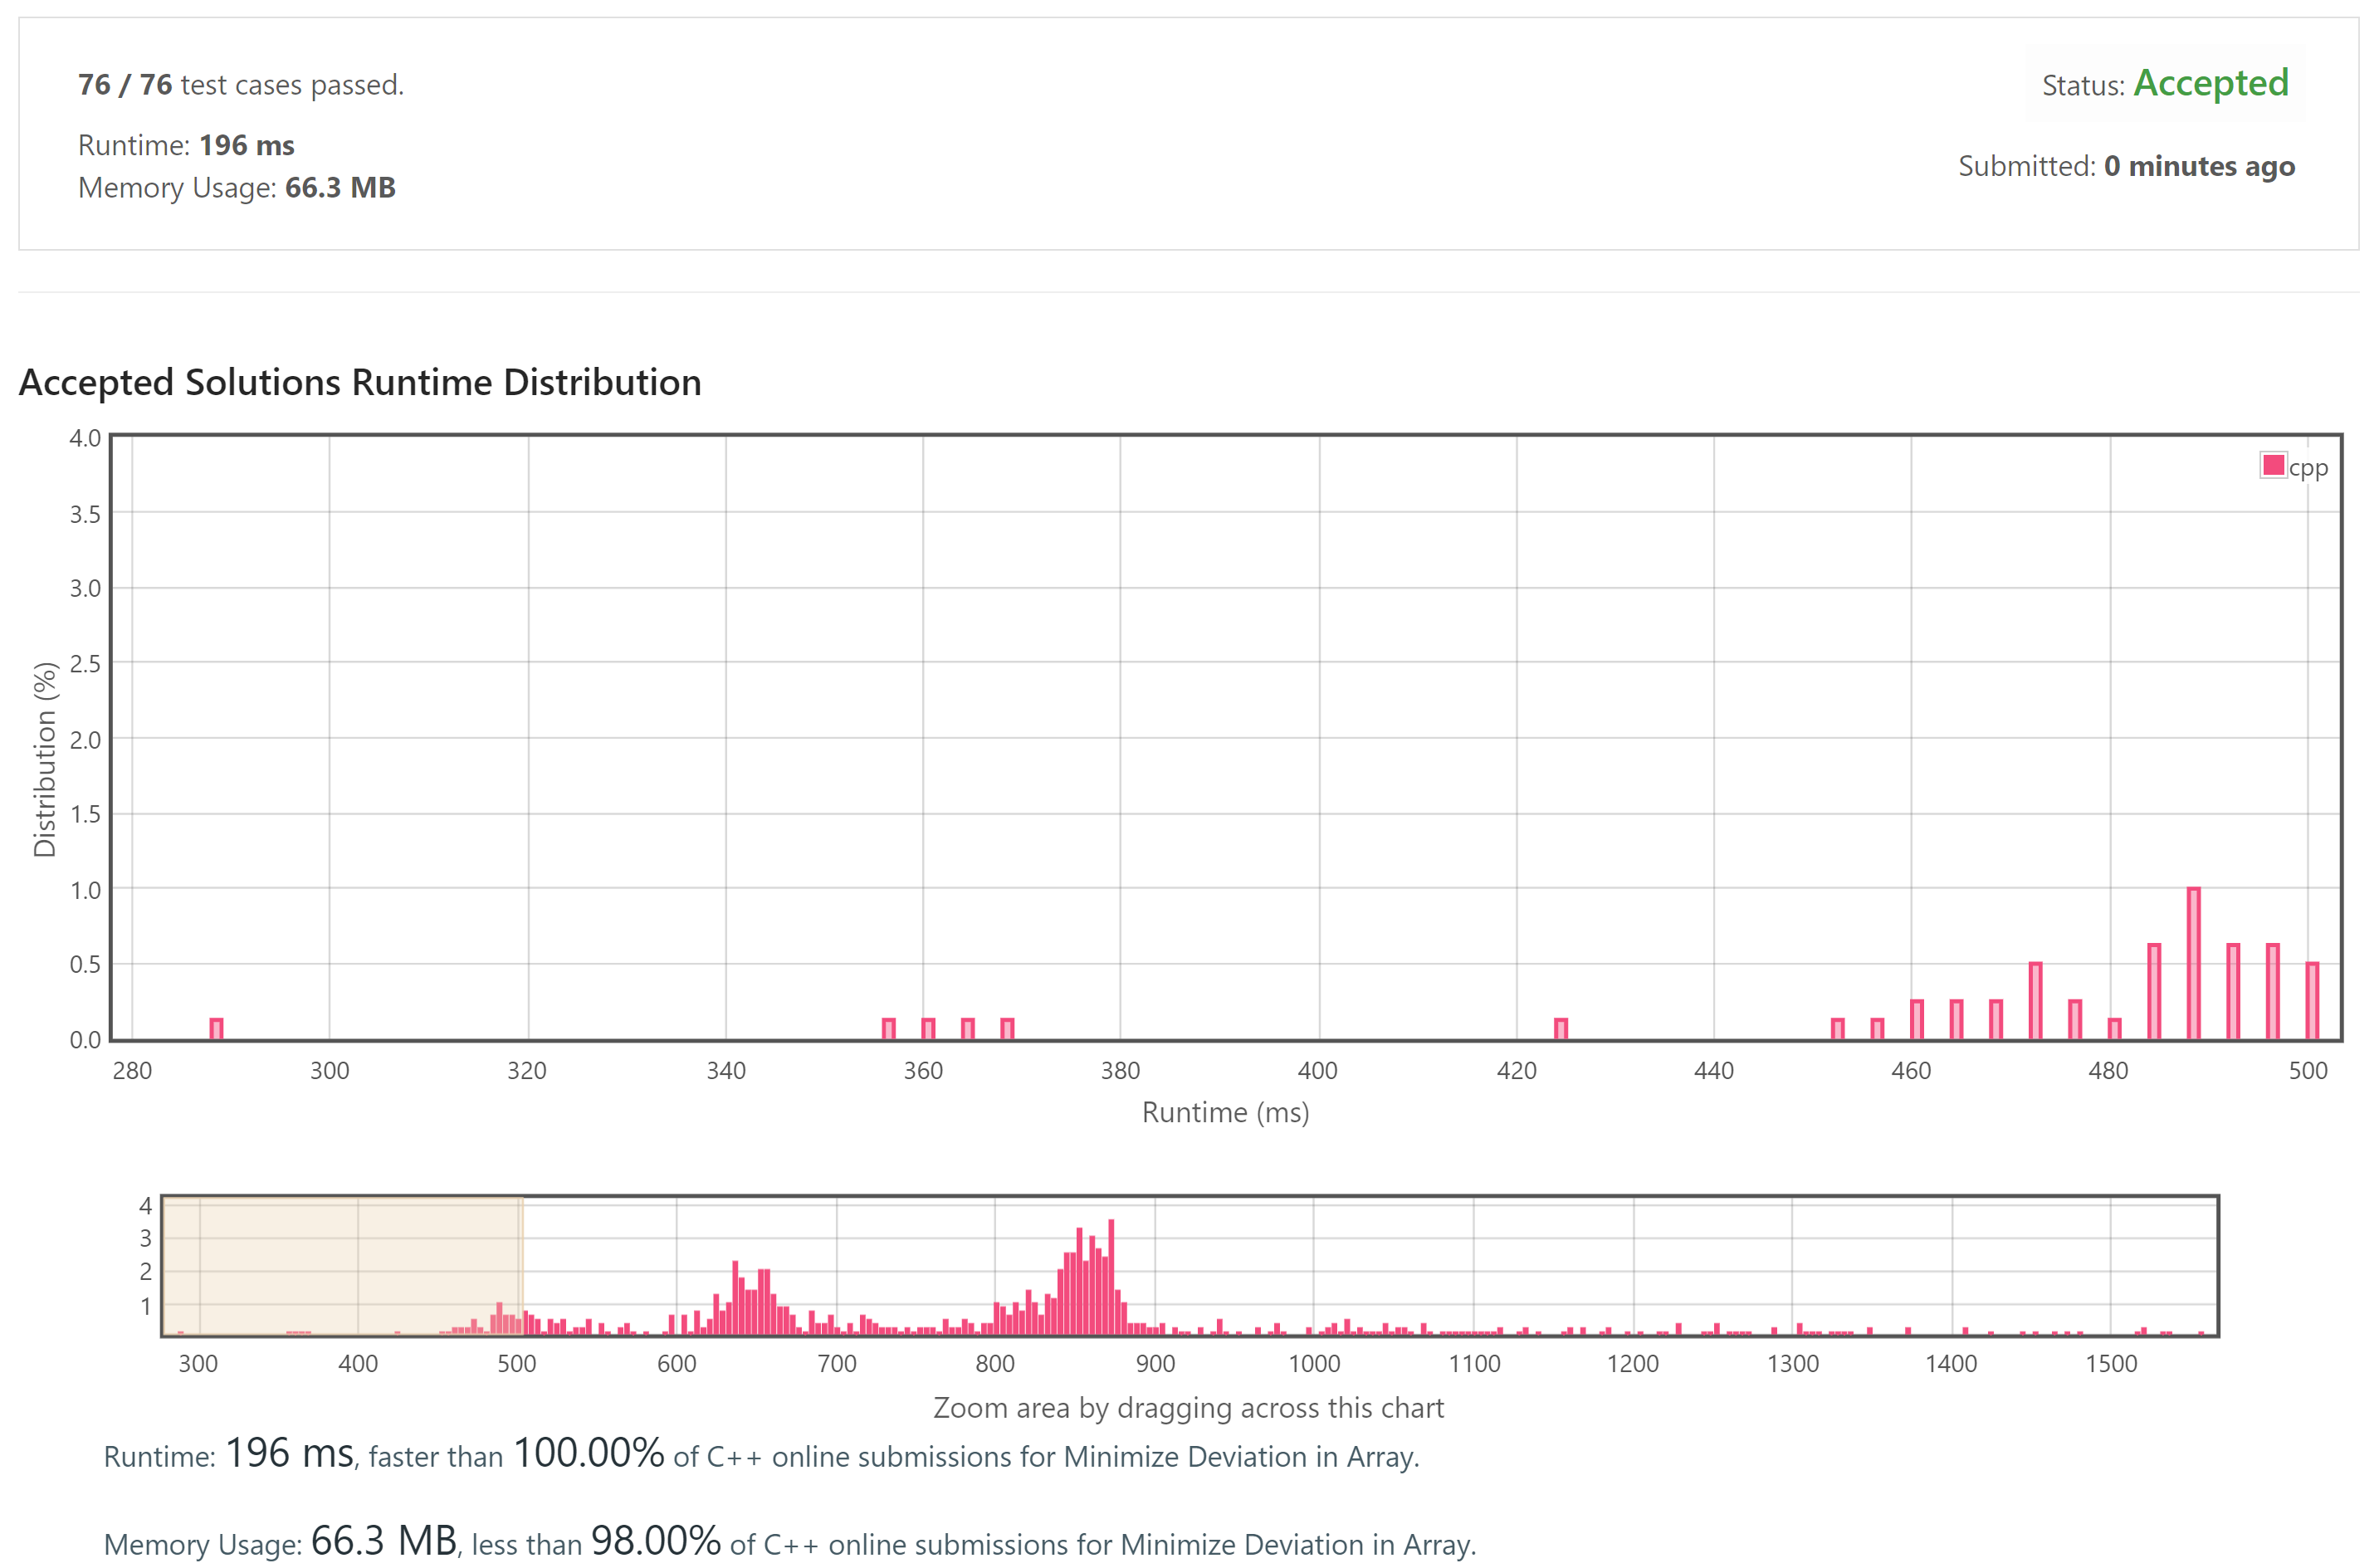 76 / 76 test cases passed.
Status: Accepted
Runtime: 196 ms
Submitted: 0 minutes ago
Memory Usage: 66.3 MB
Accepted Solutions Runtime Distribution
4.0
cpp
3.5
3.0
2.5
2.0
1.5
1.0
0.5
0.0
Distribution (%)
280 300 320 340 360 380 400 420 440 460 480 500
Runtime (ms)
4
3
2
1
300 400 500 600 700 800 900 1000 1100 1200 1300 1400 1500
Zoom area by dragging across this chart
Runtime: 196 ms, faster than 100.00% of C++ online submissions for Minimize Deviation in Array.
Memory Usage: 66.3 MB, less than 98.00% of C++ online submissions for Minimize Deviation in Array.